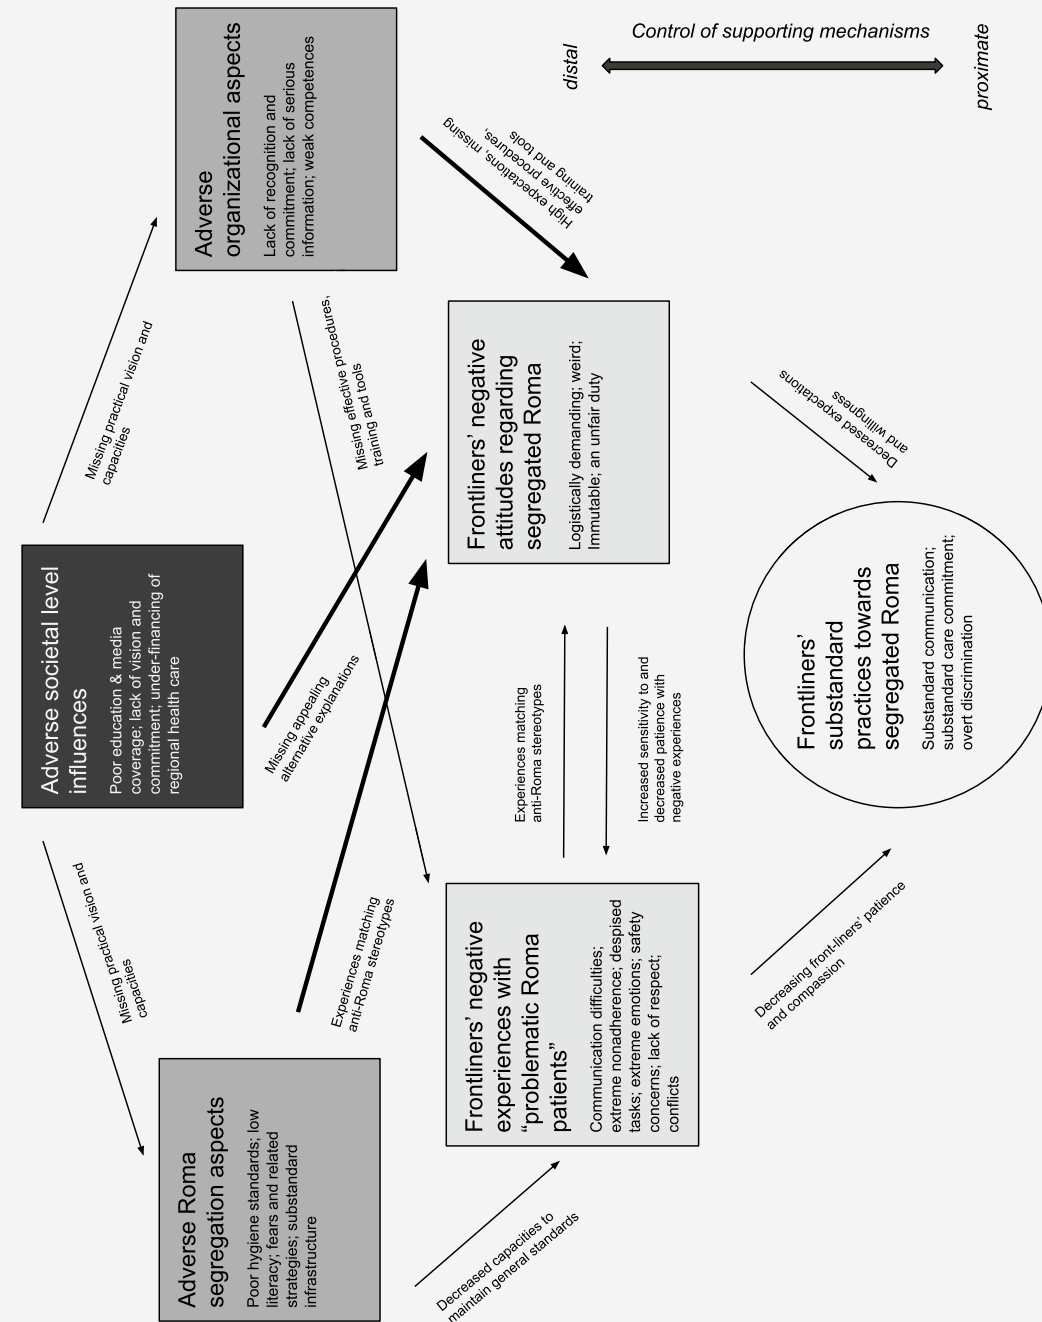 Adverse societal level
influences
Poor education & media
coverage; lack of vision and
commitment; under-financing of
regional health care
Missing practical vision and
capacities
Missing practical vision and
capacities
Adverse Roma
segregation aspects
Poor hygiene standards; low
literacy; fears and related
strategies; substandard
infrastructure
Adverse
organizational aspects
Lack of recognition and
commitment; lack of serious
information; weak competences
Missing appealing
alternative explanations
Experiences matching
anti-Roma stereotypes
Missing effective procedures,
training and tools
High expectations, missing
effective procedures,
training and tools
Decreased capacities to
maintain general standards
Frontliners’ negative
experiences with
“problematic Roma
patients”
Communication difficulties;
extreme nonadherence; despised
tasks; extreme emotions; safety
concerns; lack of respect;
conflicts
Experiences matching
anti-Roma stereotypes
Increased sensitivity to and
decreased patience with
negative experiences
Frontliners’ negative
attitudes regarding
segregated Roma
Logistically demanding; weird;
Immutable; an unfair duty
Decreasing front-liners’ patience
and compassion
Decreased expectations
and willingness
Frontliners’
substandard
practices towards
segregated Roma
Substandard communication;
substandard care commitment;
overt discrimination
distal
Control of supporting mechanisms
proximate